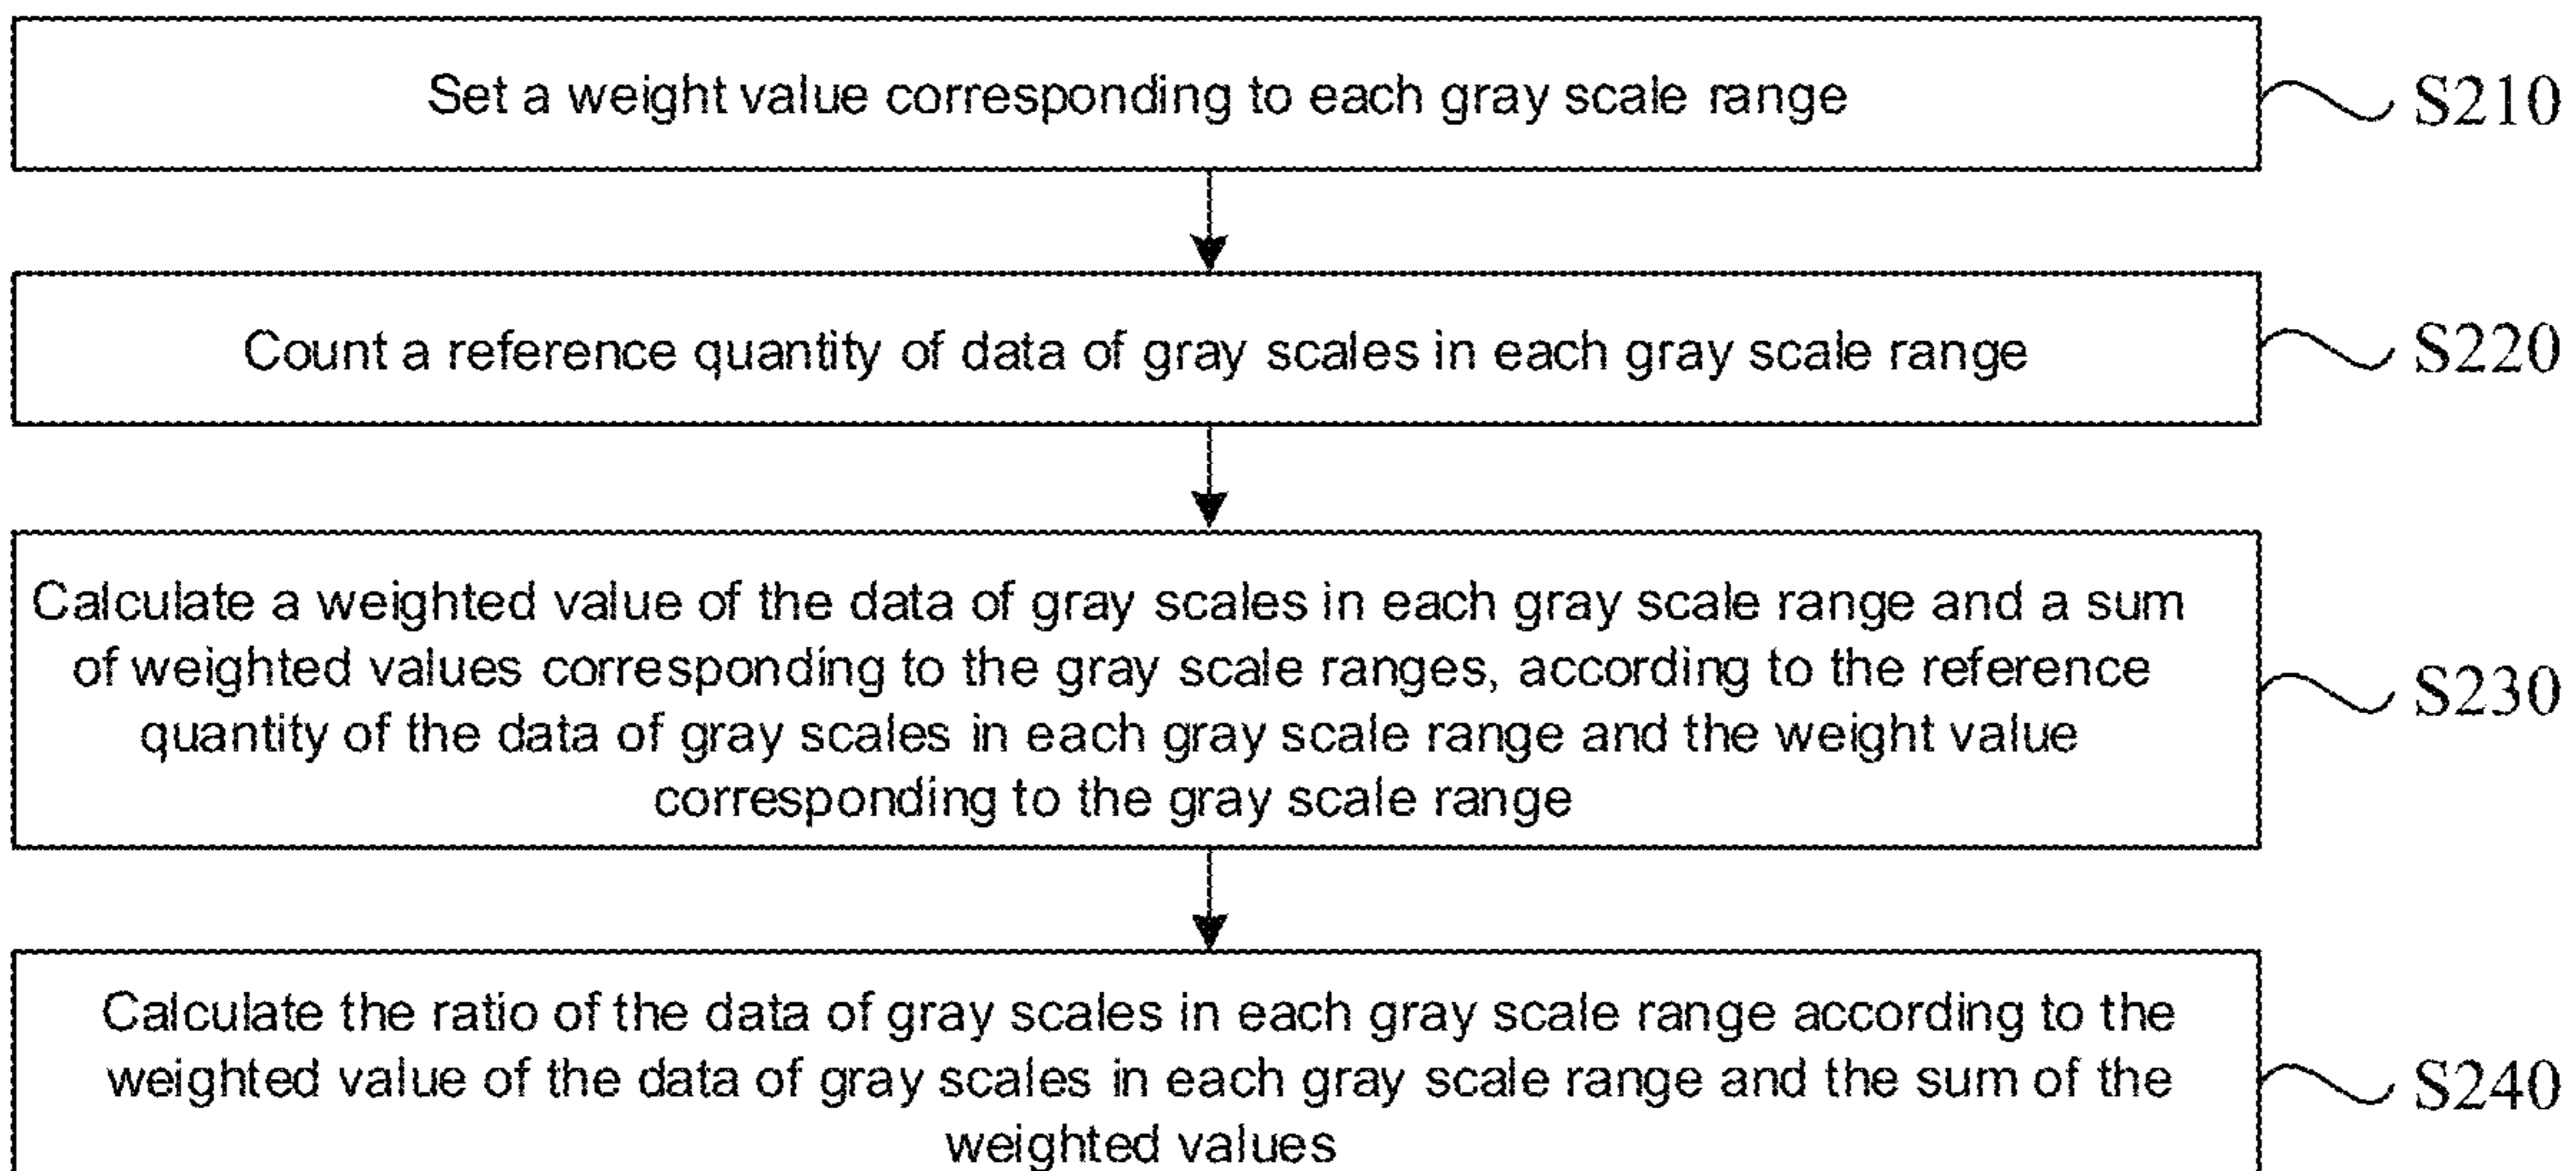 Set a weight value corresponding to each gray scale range
S210
Count a reference quantity of data of gray scales in each gray scale range
S220
Calculate a weighted value of the data of gray scales in each gray scale range and a sum
of weighted values corresponding to the gray scale ranges, according to the reference
quantity of the data of gray scales in each gray scale range and the weight value
corresponding to the gray scale range
S230
Calculate the ratio of the data of gray scales in each gray scale range according to the
weighted value of the data of gray scales in each gray scale range and the sum of the
weighted values
S240